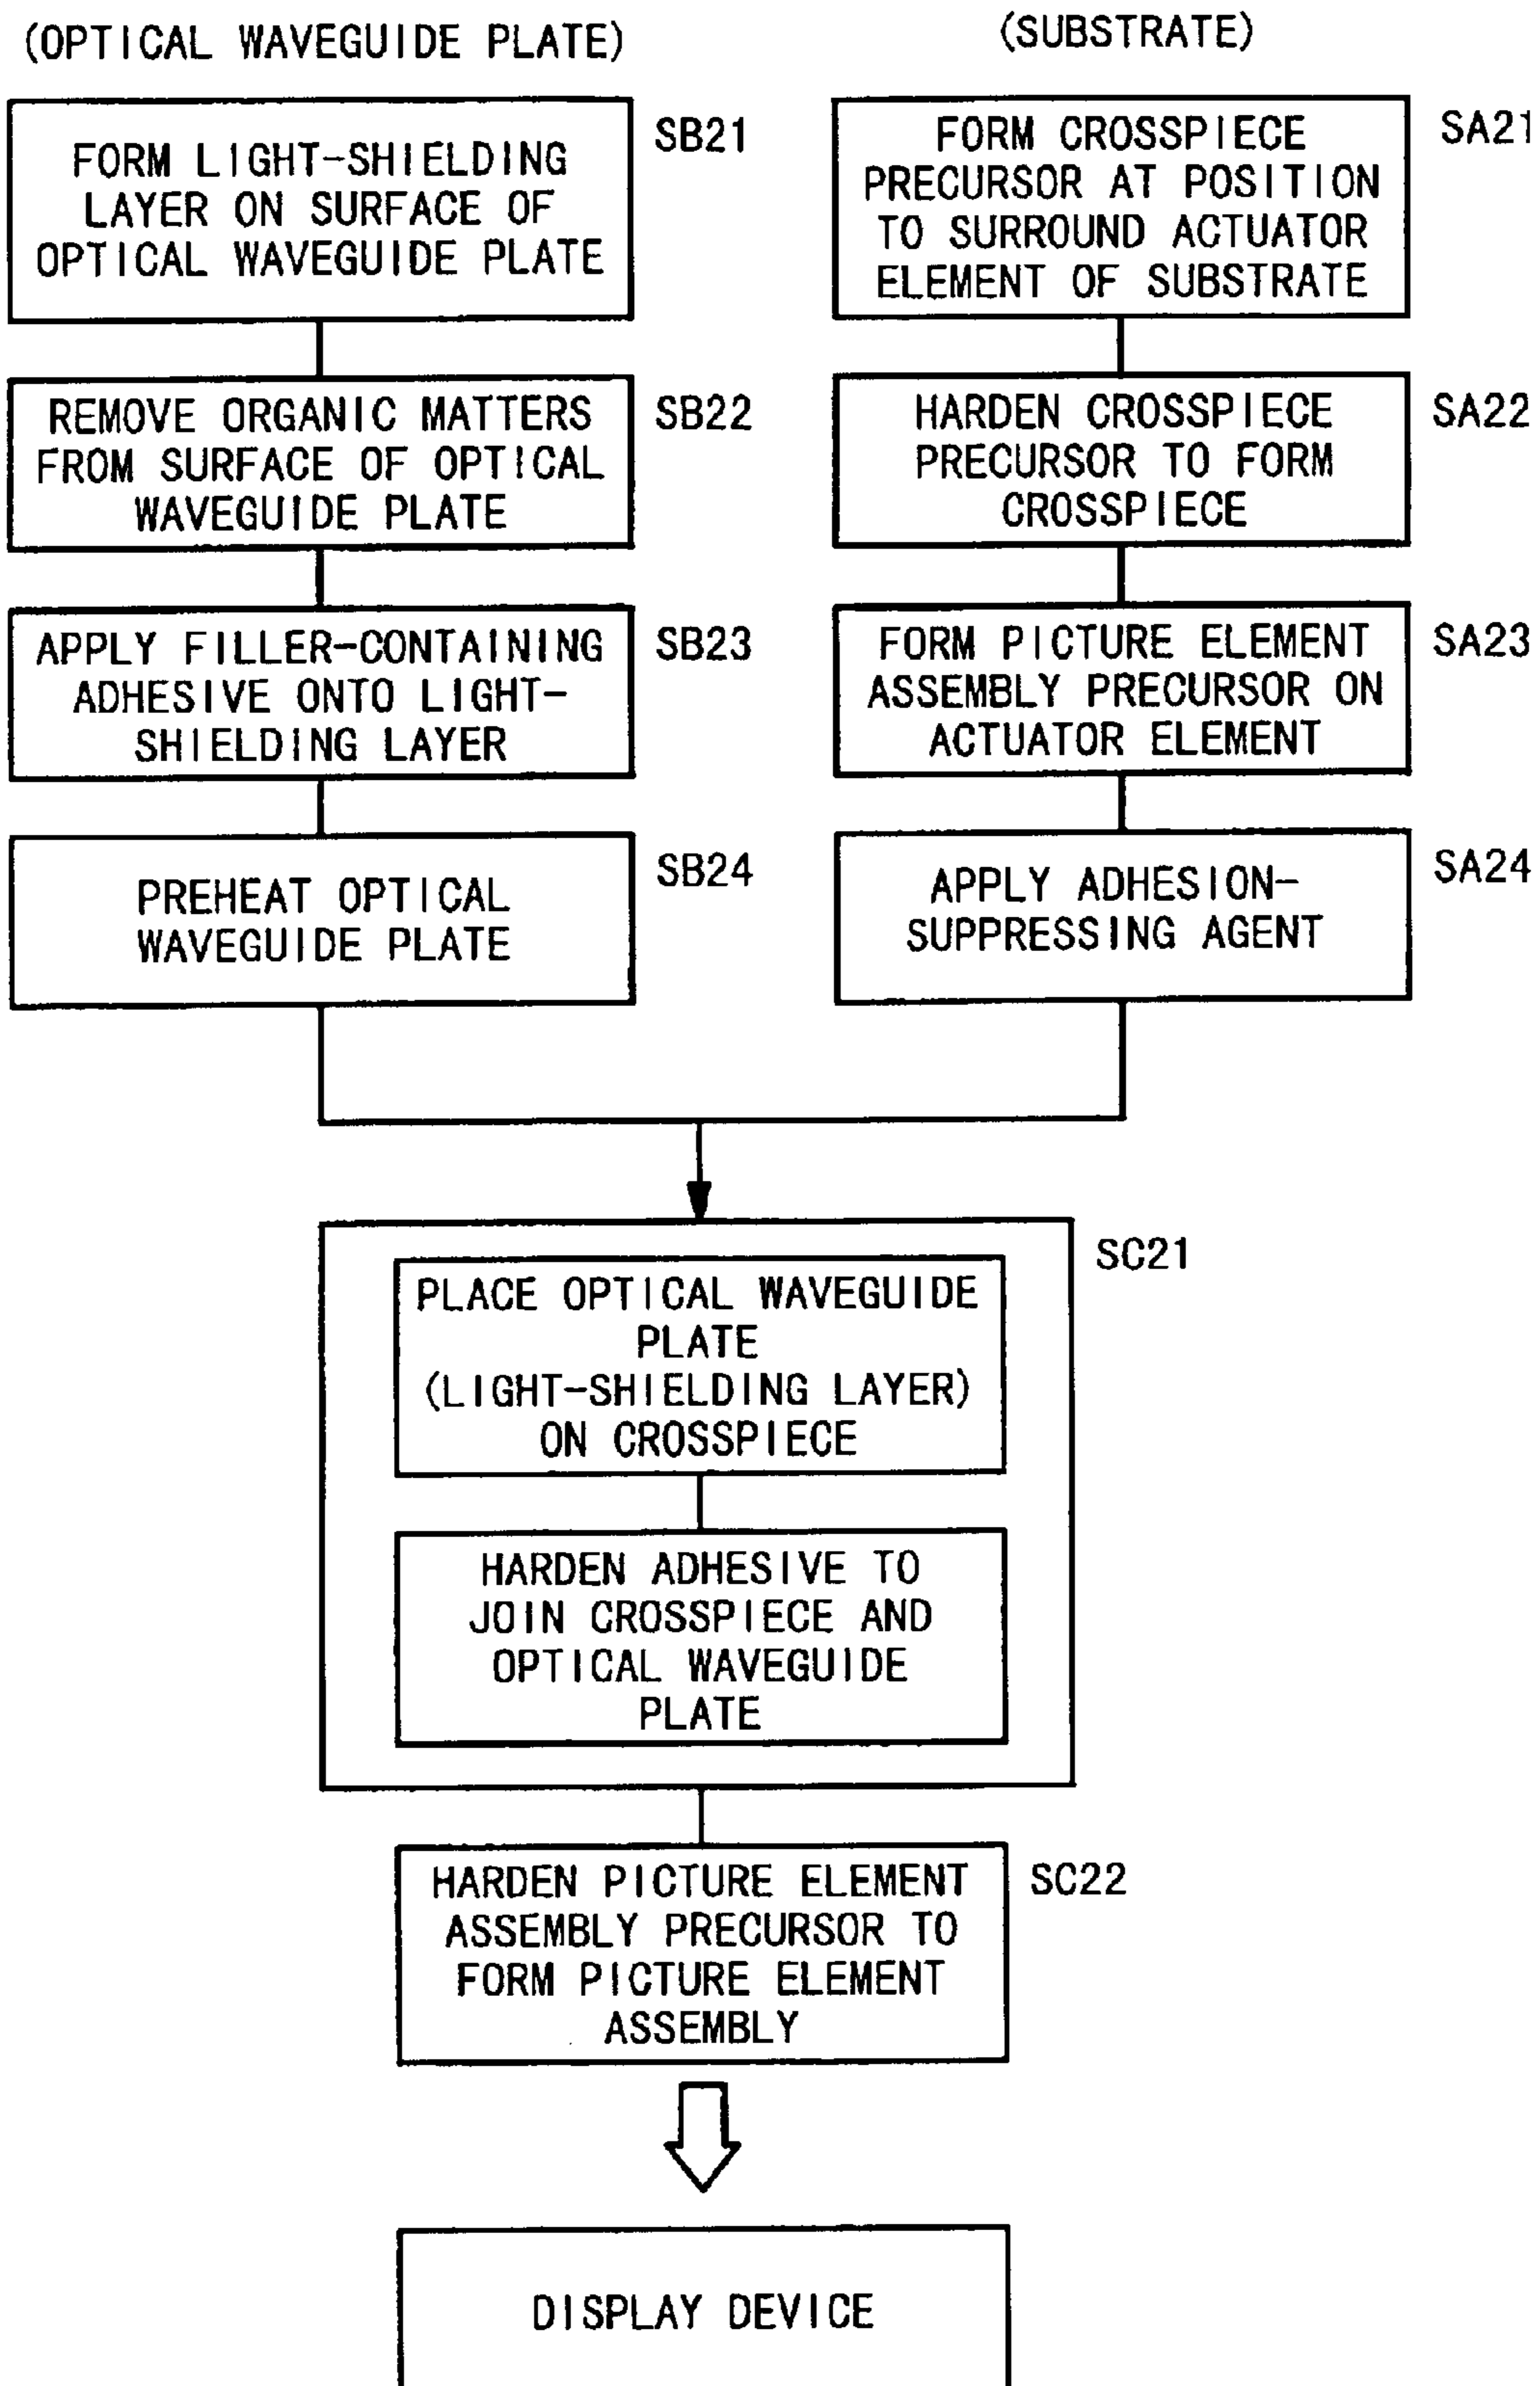 (OPTICAL WAVEGUIDE PLATE)
(SUBSTRATE)
FORM LIGHT-SHIELDING
LAYER ON SURFACE OF
OPTICAL WAVEGUIDE PLATE
SB21
FORM CROSSPIECE
PRECURSOR AT POSITION
TO SURROUND ACTUATOR
ELEMENT OF SUBSTRATE
SA21
REMOVE ORGANIC MATTERS
FROM SURFACE OF OPTICAL
WAVEGUIDE PLATE
SB22
HARDEN CROSSPIECE
PRECURSOR TO FORM
CROSSPIECE
SA22
APPLY FILLER-CONTAINING
ADHESIVE ONTO LIGHT-
SHIELDING LAYER
SB23
FORM PICTURE ELEMENT
ASSEMBLY PRECURSOR ON
ACTUATOR ELEMENT
SA23
PREHEAT OPTICAL
WAVEGUIDE PLATE
SB24
APPLY ADHESION-
SUPPRESSING AGENT
SA24
SC21
PLACE OPTICAL WAVEGUIDE
PLATE
(LIGHT-SHIELDING LAYER)
ON CROSSPIECE
HARDEN ADHESIVE TO
JOIN CROSSPIECE AND
OPTICAL WAVEGUIDE
PLATE
HARDEN PICTURE ELEMENT
ASSEMBLY PRECURSOR TO
FORM PICTURE ELEMENT
ASSEMBLY
SC22
DISPLAY DEVICE